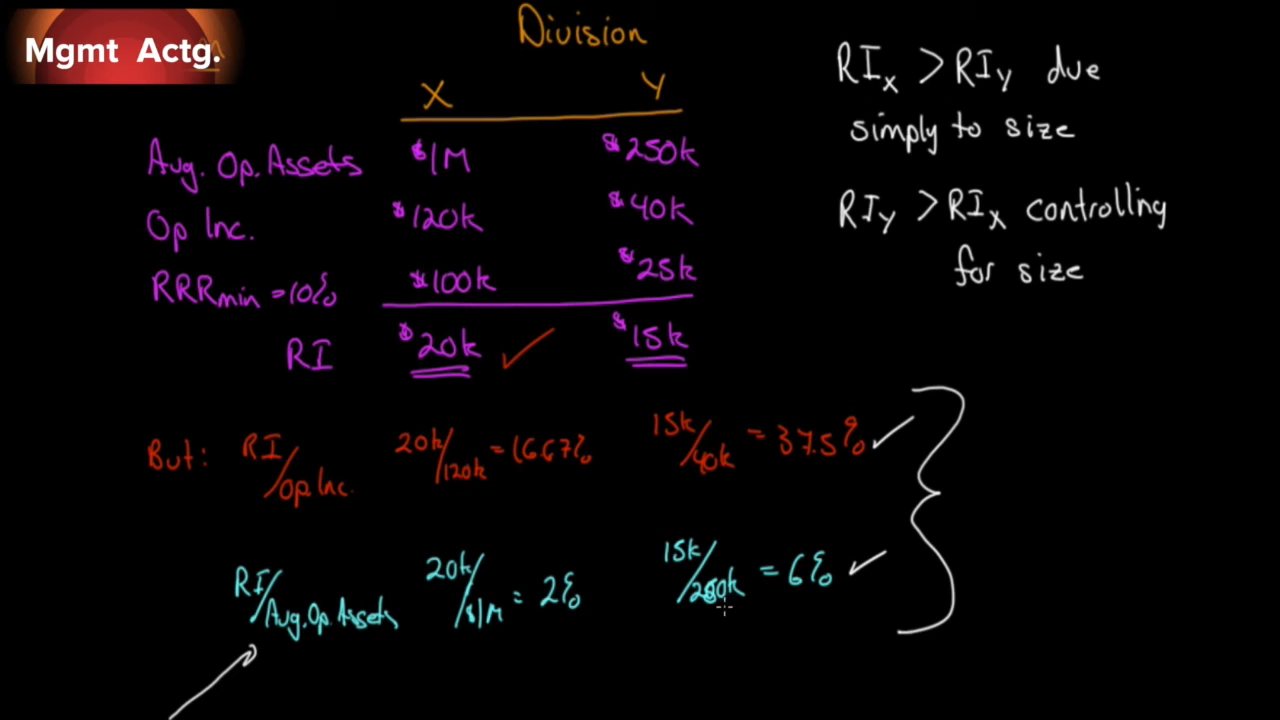 Mgmt Actg.
Division
X Y
Avg. Op. Assets $1M $250k
Op Inc. $120k $40k
RRRmin = 10% $100k $25k
RI $20k $15k
But: RI/Op Inc. 20k/120k = 16.67% 15k/40k = 37.5%
RI/Avg. Op. Assets 20k/$1M = 2% 15k/250k = 6%
RIX > RIY due
simply to size
RIY > RIX controlling
for size